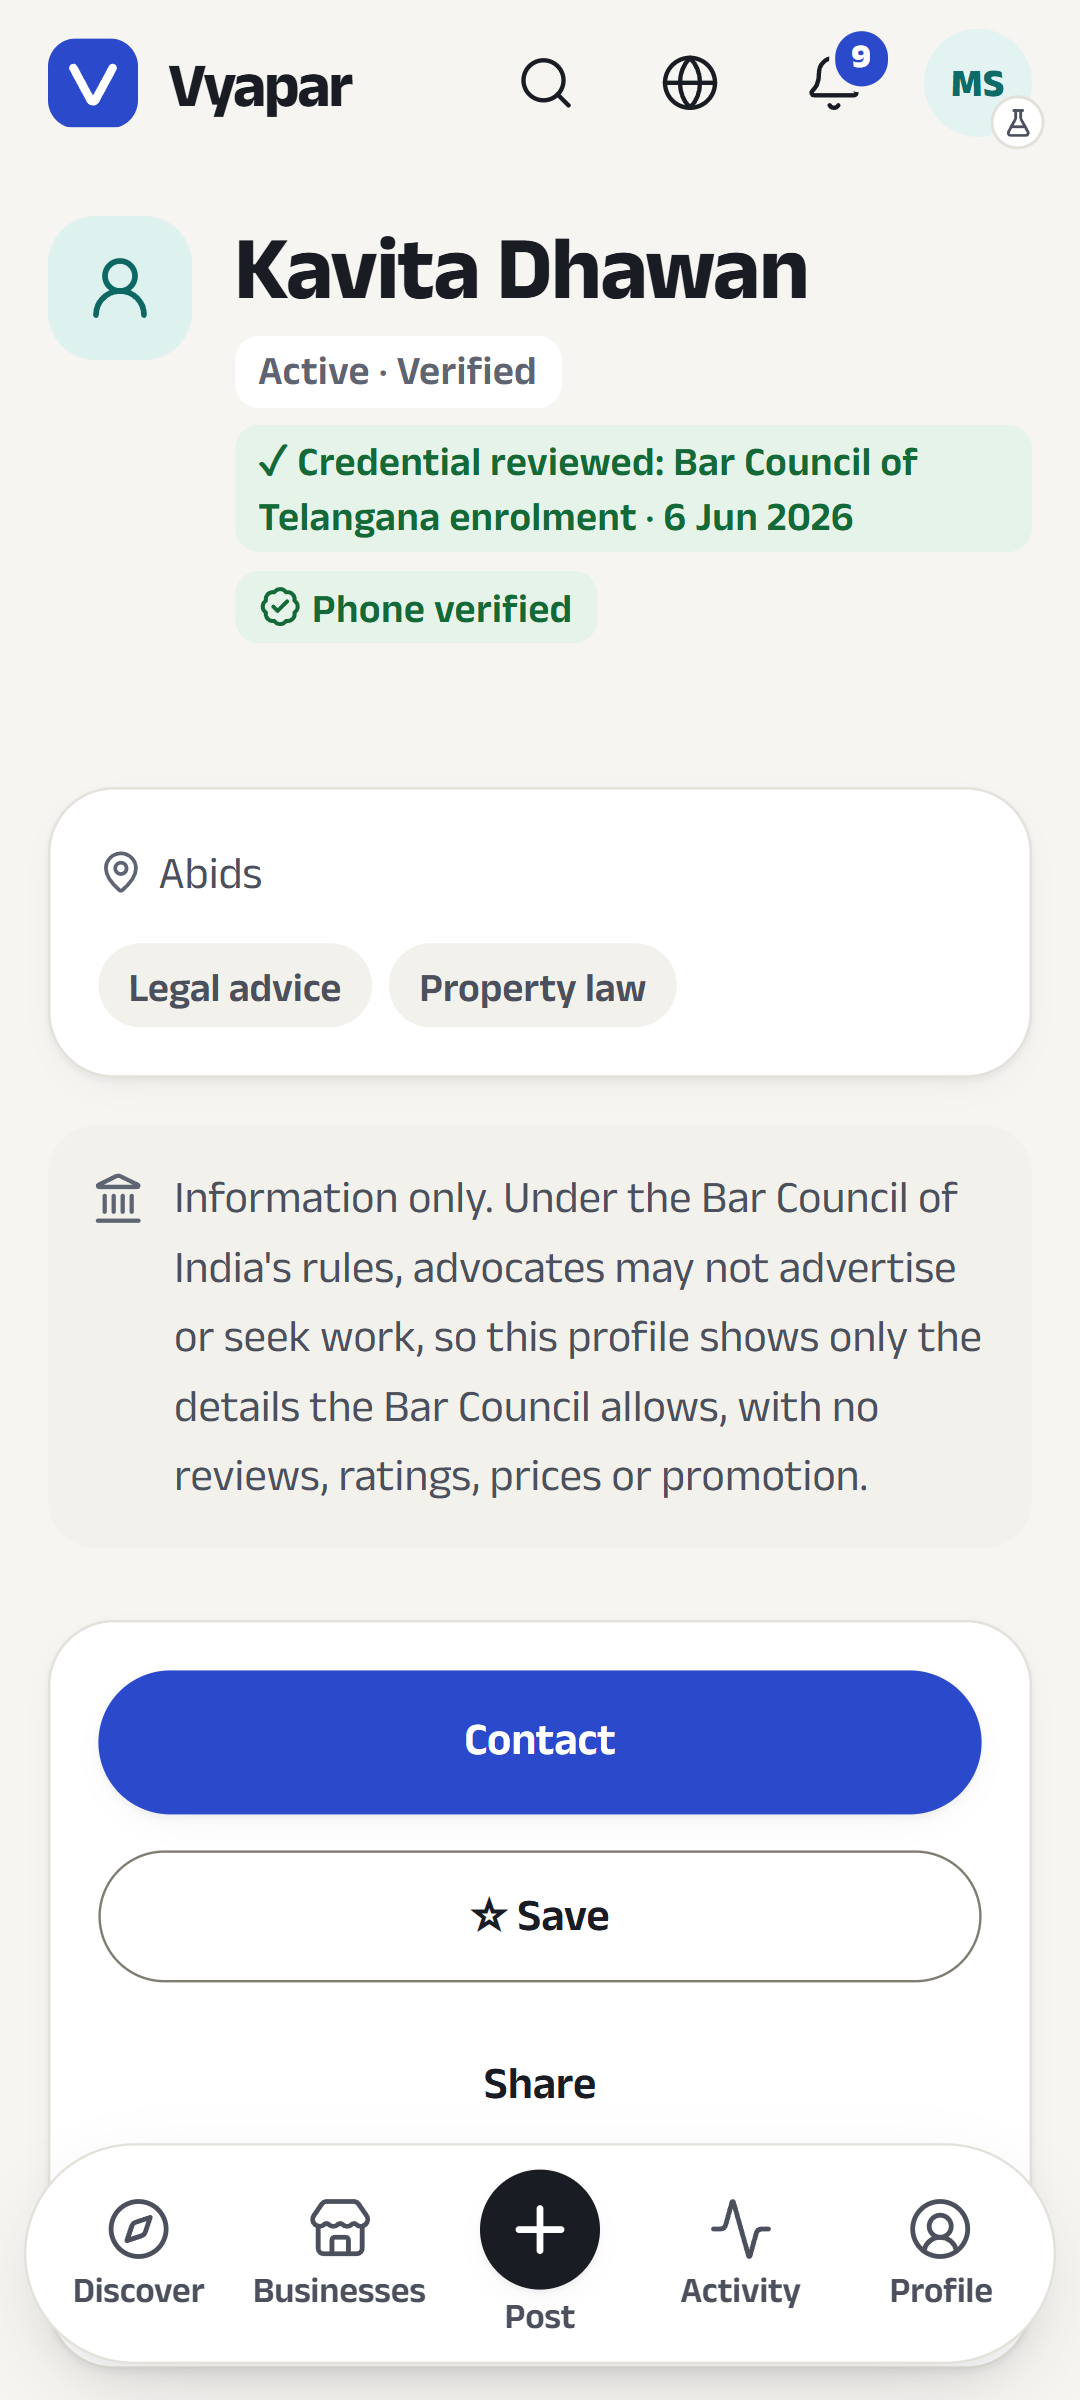 Vyapar
9
MS
Kavita Dhawan
Active · Verified
✓ Credential reviewed: Bar Council of
Telangana enrolment · 6 Jun 2026
Phone verified
Abids
Legal advice
Property law
Information only. Under the Bar Council of
India's rules, advocates may not advertise
or seek work, so this profile shows only the
details the Bar Council allows, with no
reviews, ratings, prices or promotion.
Contact
☆ Save
Share
Discover
Businesses
Post
Activity
Profile